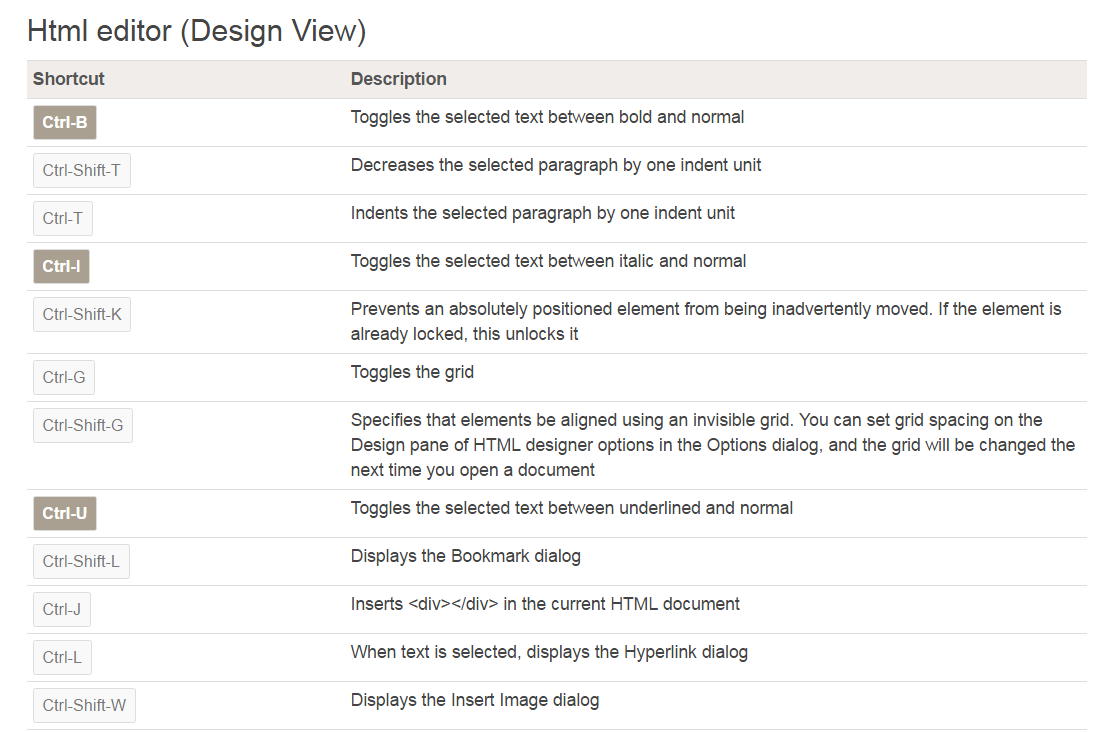 Html editor (Design View)
Shortcut Description
Ctrl-B Toggles the selected text between bold and normal
Ctrl-Shift-T Decreases the selected paragraph by one indent unit
Ctrl-T Indents the selected paragraph by one indent unit
Ctrl-I Toggles the selected text between italic and normal
Ctrl-Shift-K Prevents an absolutely positioned element from being inadvertently moved. If the element is
already locked, this unlocks it
Ctrl-G Toggles the grid
Ctrl-Shift-G Specifies that elements be aligned using an invisible grid. You can set grid spacing on the
Design pane of HTML designer options in the Options dialog, and the grid will be changed the
next time you open a document
Ctrl-U Toggles the selected text between underlined and normal
Ctrl-Shift-L Displays the Bookmark dialog
Ctrl-J Inserts <div></div> in the current HTML document
Ctrl-L When text is selected, displays the Hyperlink dialog
Ctrl-Shift-W Displays the Insert Image dialog